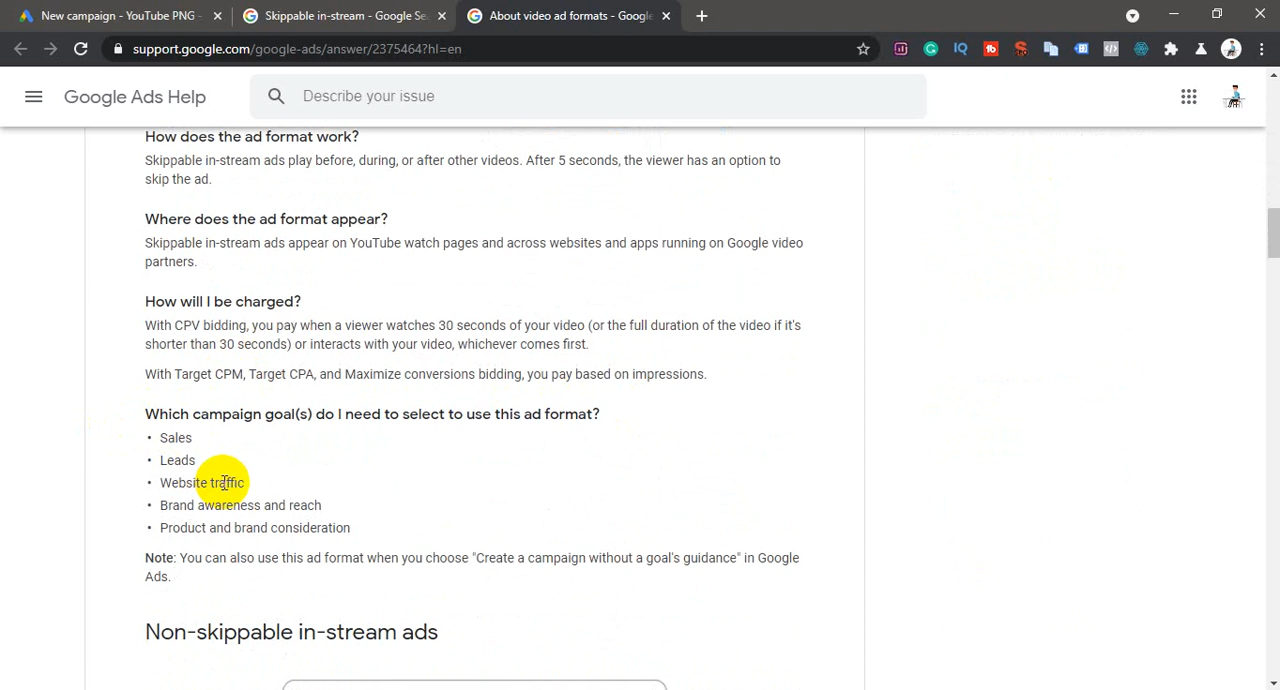 New campaign - YouTube PNG -
Skippable in-stream - Google Se
About video ad formats - Google
support.google.com/google-ads/answer/2375464?hl=en
Google Ads Help
Describe your issue
How does the ad format work?
Skippable in-stream ads play before, during, or after other videos. After 5 seconds, the viewer has an option to
skip the ad.
Where does the ad format appear?
Skippable in-stream ads appear on YouTube watch pages and across websites and apps running on Google video
partners.
How will I be charged?
With CPV bidding, you pay when a viewer watches 30 seconds of your video (or the full duration of the video if it's
shorter than 30 seconds) or interacts with your video, whichever comes first.
With Target CPM, Target CPA, and Maximize conversions bidding, you pay based on impressions.
Which campaign goal(s) do I need to select to use this ad format?
• Sales
• Leads
• Website traffic
• Brand awareness and reach
• Product and brand consideration
Note: You can also use this ad format when you choose "Create a campaign without a goal's guidance" in Google
Ads.
Non-skippable in-stream ads